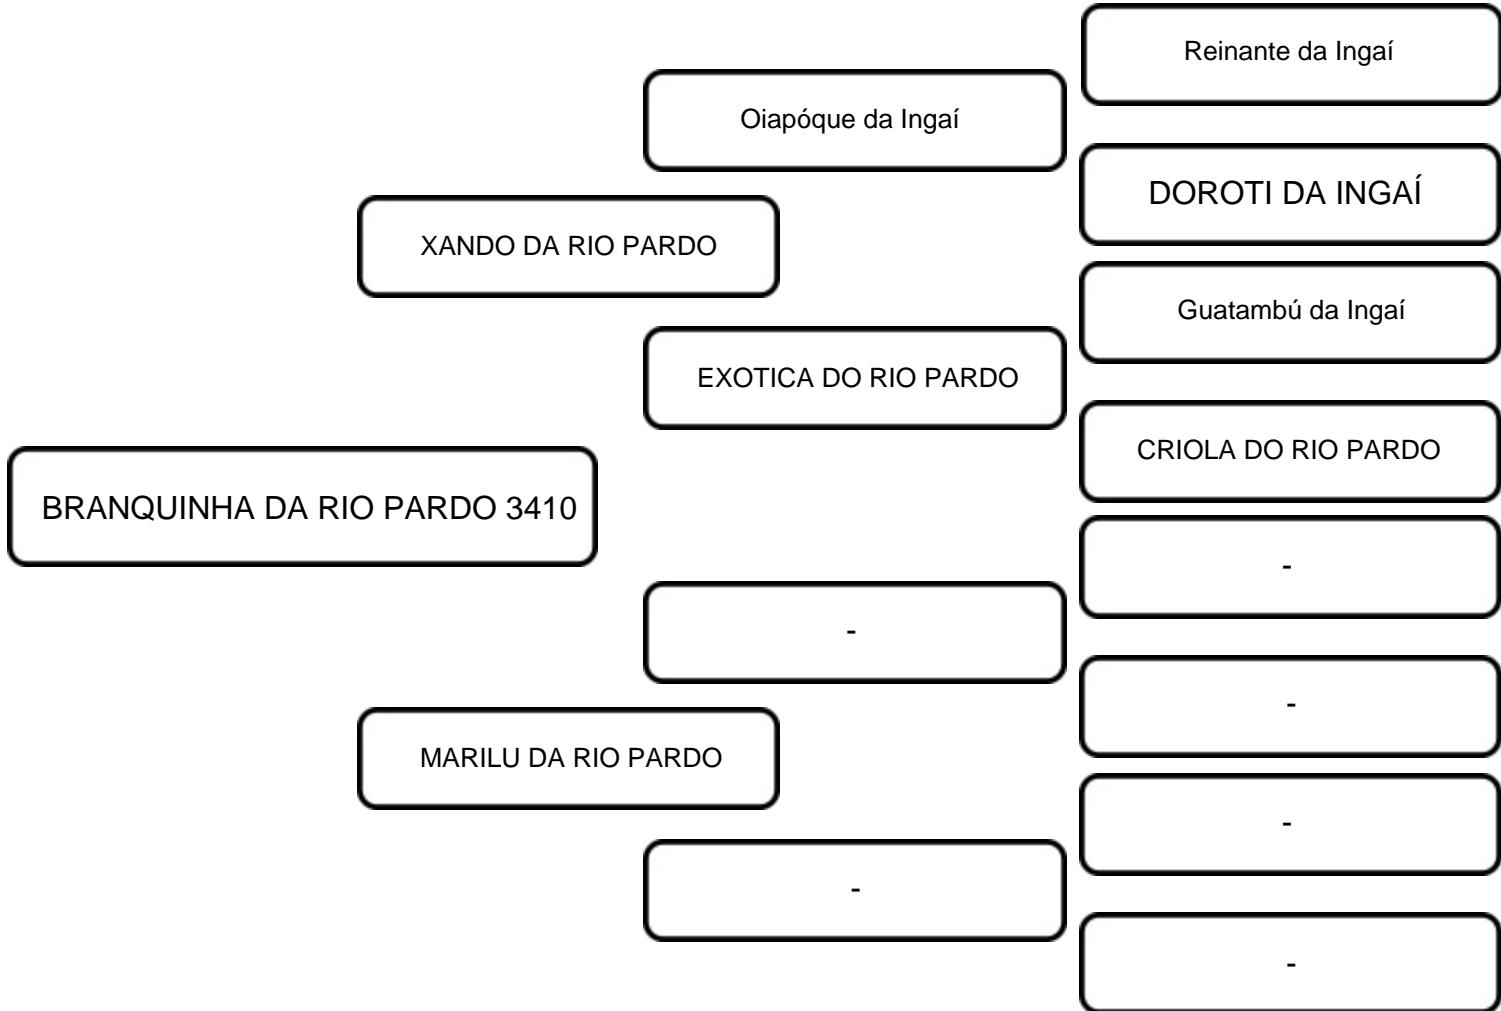 Reinante da Ingaí
Oiapóque da Ingaí
DOROTI DA INGAÍ
XANDO DA RIO PARDO
Guatambú da Ingaí
EXOTICA DO RIO PARDO
CRIOLA DO RIO PARDO
BRANQUINHA DA RIO PARDO 3410
-
-
-
MARILU DA RIO PARDO
-
-
-